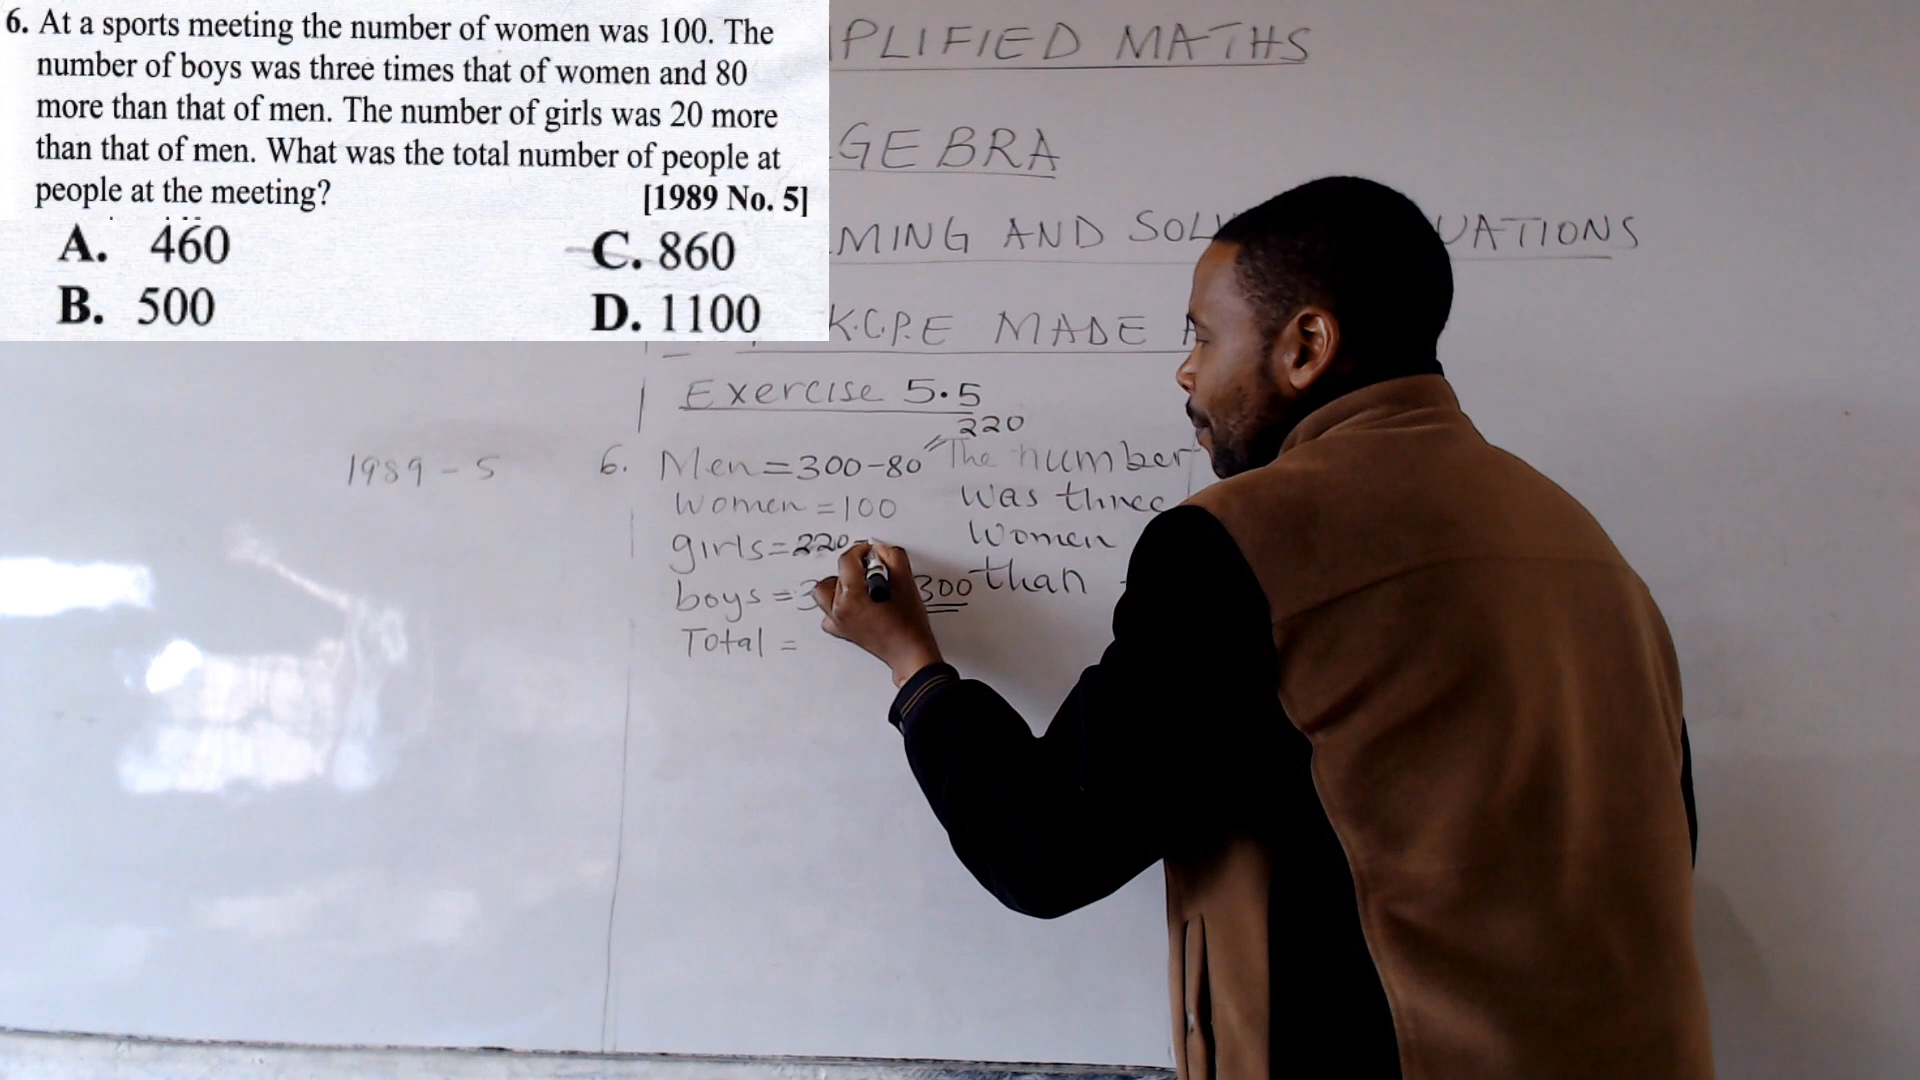 6. At a sports meeting the number of women was 100. The
number of boys was three times that of women and 80
more than that of men. The number of girls was 20 more
than that of men. What was the total number of people at
people at the meeting? [1989 No. 5]
A. 460 C. 860
B. 500 D. 1100
PLIFIED MATHS
GEBRA
MING AND SOL UATIONS
K.C.P.E MADE
Exercise 5.5
220
1989 - 5
6. Men = 300-80 The number
Women = 100 was three
girls = 220 women
boys = 3 300 than
Total =